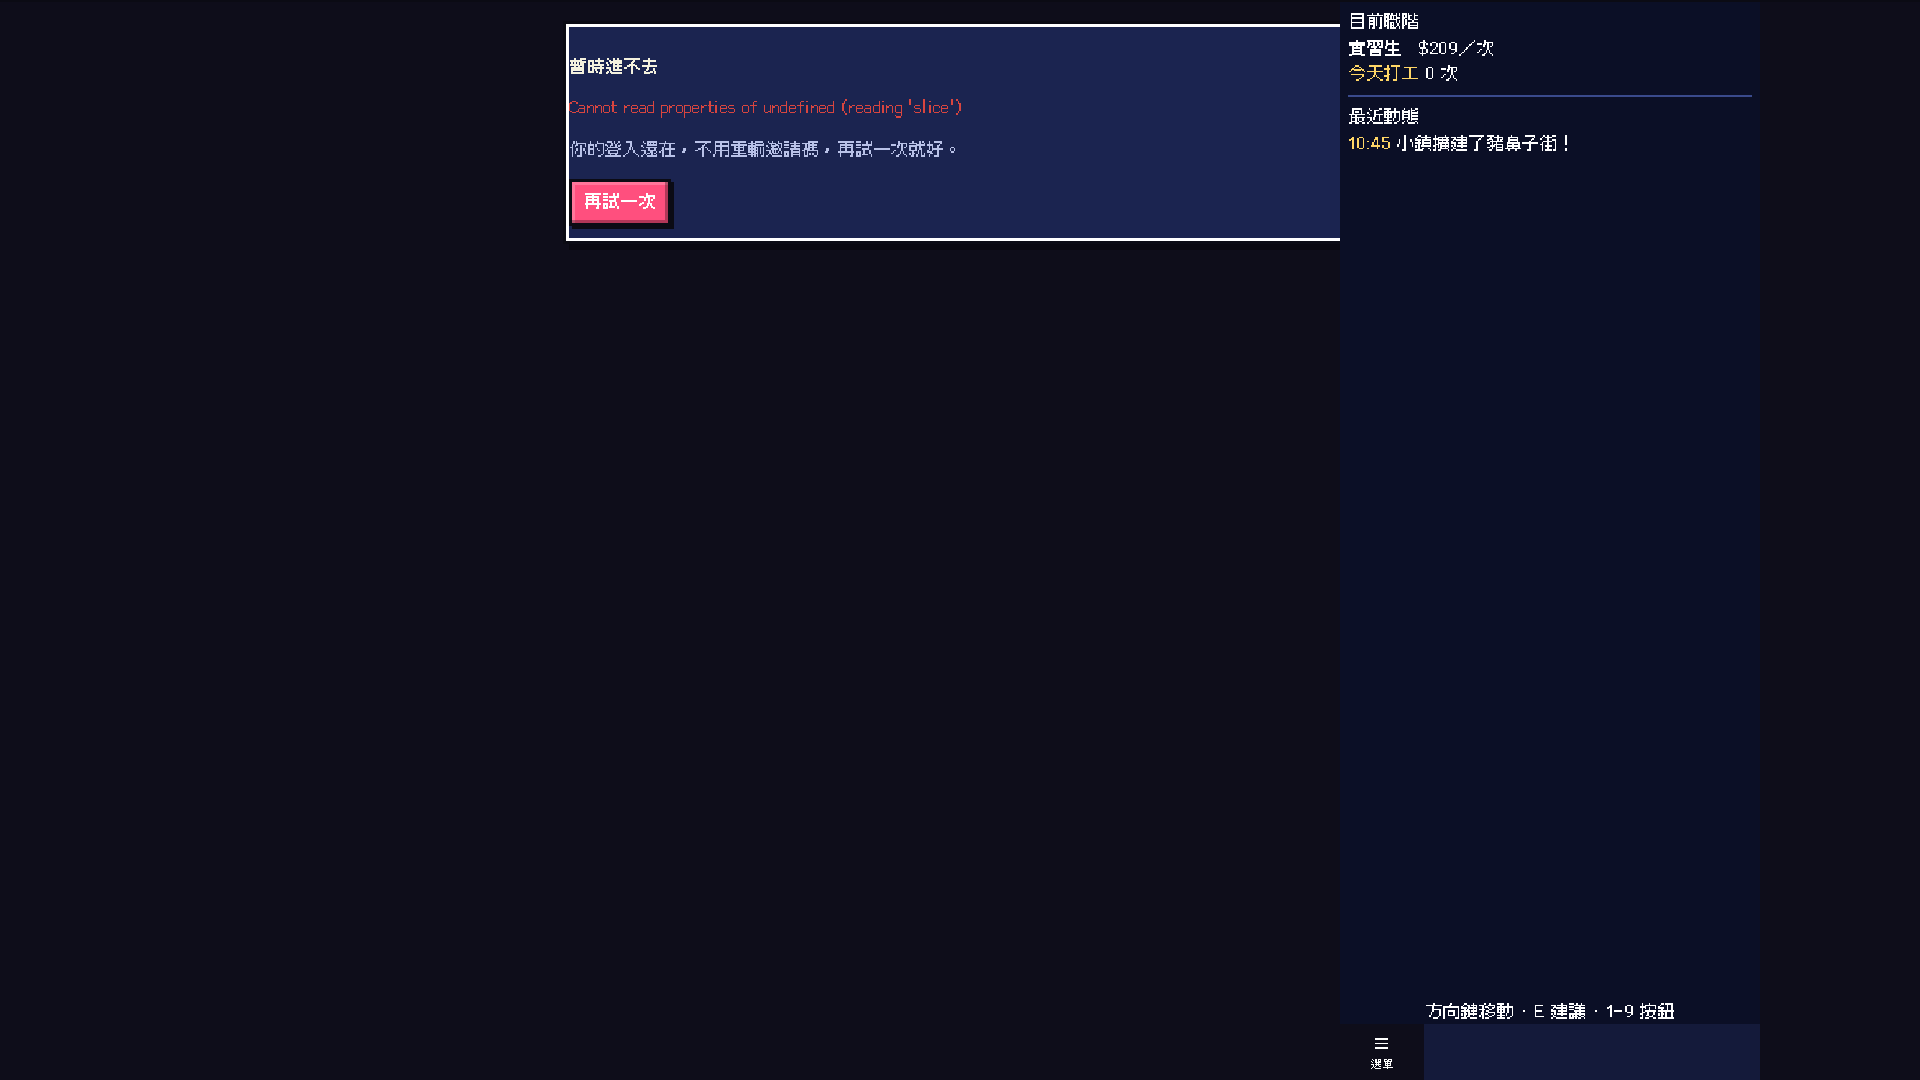 暫時進不去
Cannot read properties of undefined (reading 'slice')
你的登入還在，不用重輸邀請碼，再試一次就好。
再試一次
目前職階
實習生 $209／次
今天打工 0 次
最近動態
10:45 小鎮擴建了豬鼻子街！
方向鍵移動・E 建議・1-9 按鈕
☰
選單